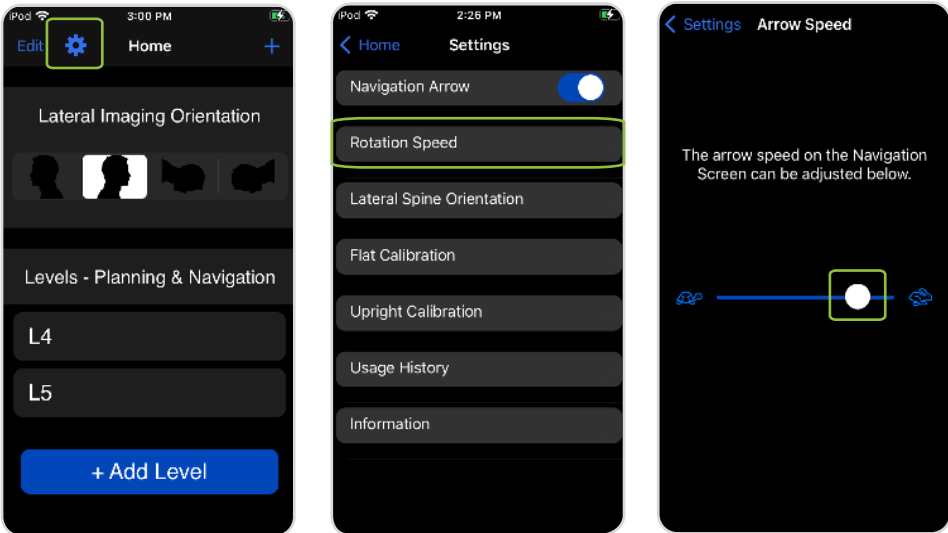 iPod 3:00 PM
Edit Home +
Lateral Imaging Orientation
Levels - Planning & Navigation
L4
L5
+ Add Level
iPod 2:26 PM
Home Settings
Navigation Arrow
Rotation Speed
Lateral Spine Orientation
Flat Calibration
Upright Calibration
Usage History
Information
Settings Arrow Speed
The arrow speed on the Navigation
Screen can be adjusted below.